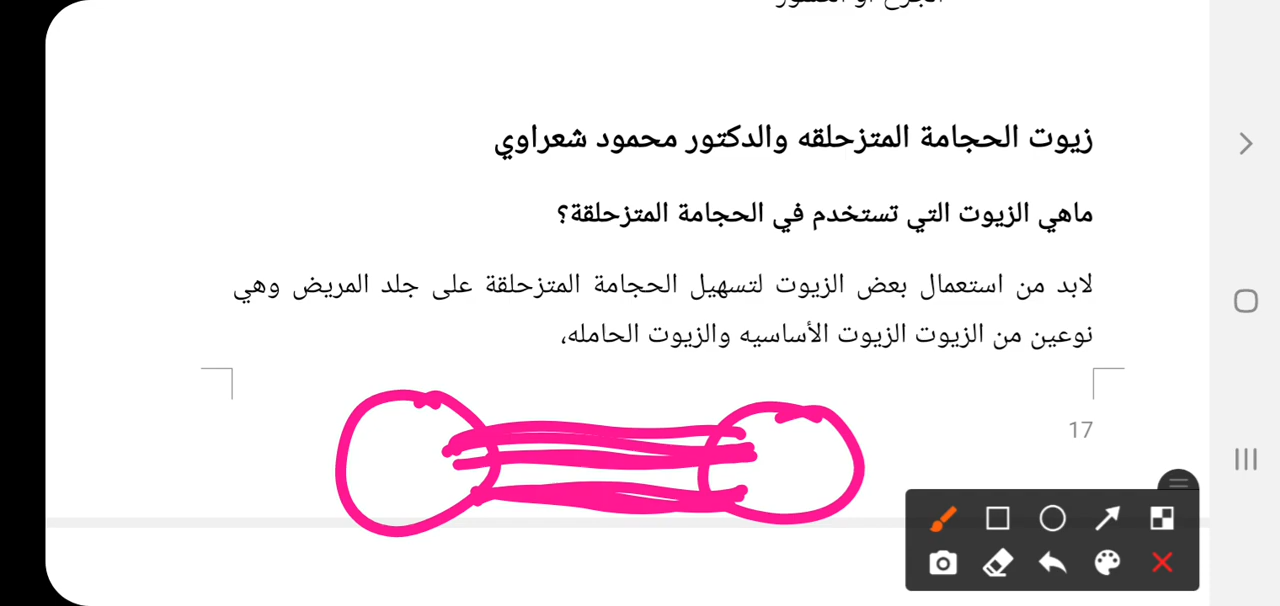 زيوت الحجامة المتزحلقه والدكتور محمود شعراوي
ماهي الزيوت التي تستخدم في الحجامة المتزحلقة؟
لابد من استعمال بعض الزيوت لتسهيل الحجامة المتزحلقة على جلد المريض وهي
نوعين من الزيوت الزيوت الأساسيه والزيوت الحامله،
17